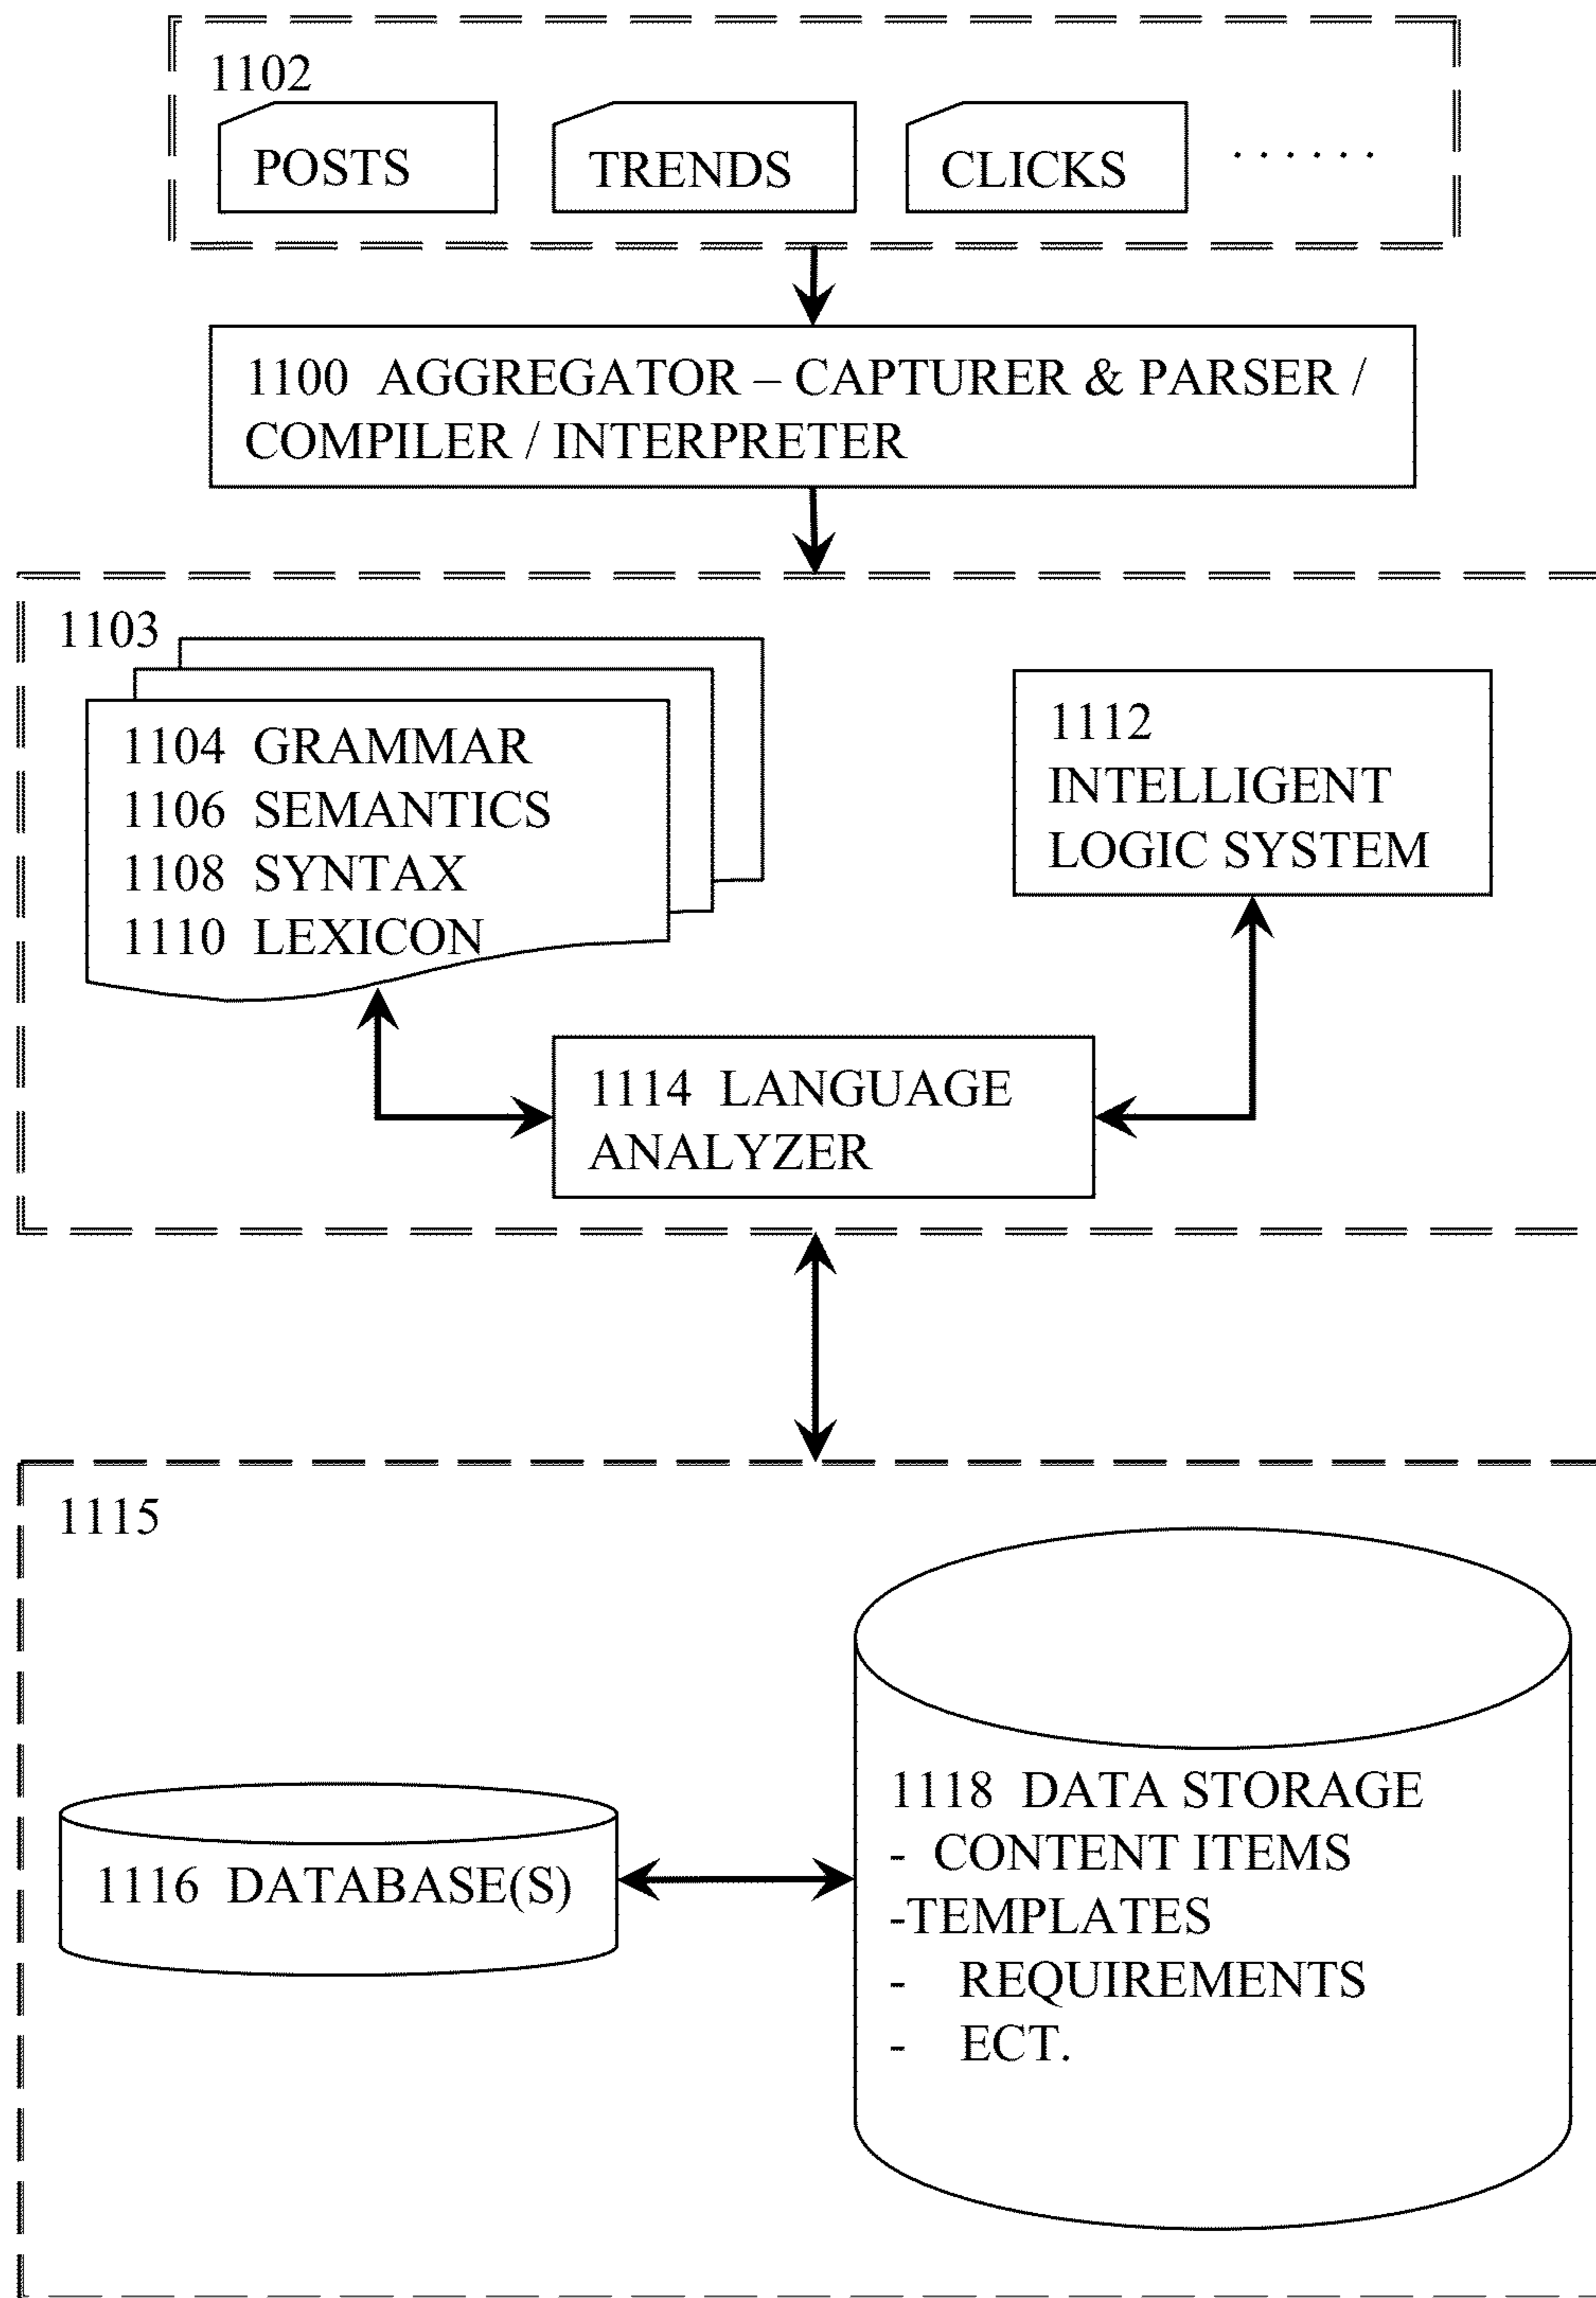 1102
POSTS
TRENDS
CLICKS
......
1100 AGGREGATOR – CAPTURER & PARSER /
COMPILER / INTERPRETER
1103
1104 GRAMMAR
1106 SEMANTICS
1108 SYNTAX
1110 LEXICON
1112
INTELLIGENT
LOGIC SYSTEM
1114 LANGUAGE
ANALYZER
1115
1116 DATABASE(S)
1118 DATA STORAGE
- CONTENT ITEMS
-TEMPLATES
- REQUIREMENTS
- ECT.